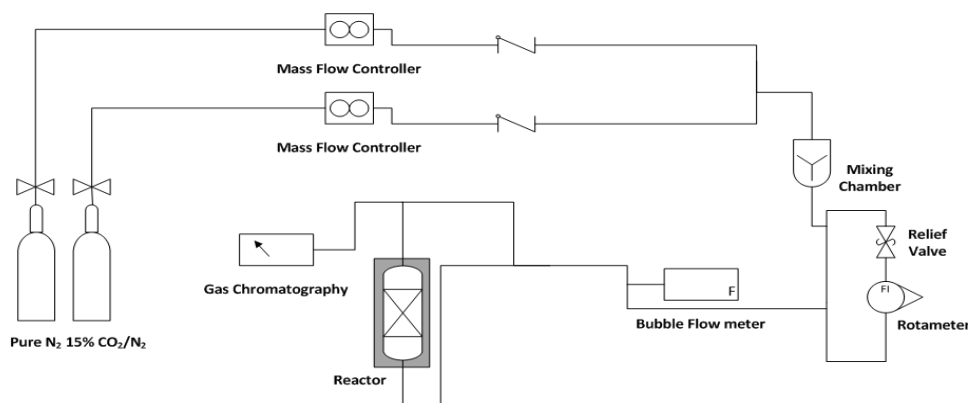 Mass Flow Controller
Mass Flow Controller
Mixing
Chamber
Relief
Valve
Gas Chromatography
FI
F
Bubble Flow meter
Rotameter
Pure N₂ 15% CO₂/N₂
Reactor